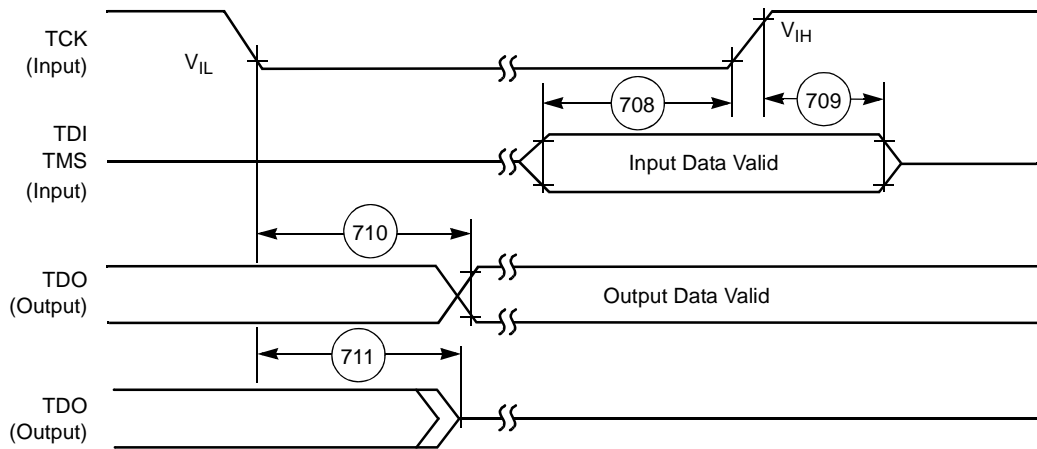 TCK
(Input)
V_IL
V_IH
708
709
TDI
TMS
(Input)
Input Data Valid
710
TDO
(Output)
Output Data Valid
711
TDO
(Output)